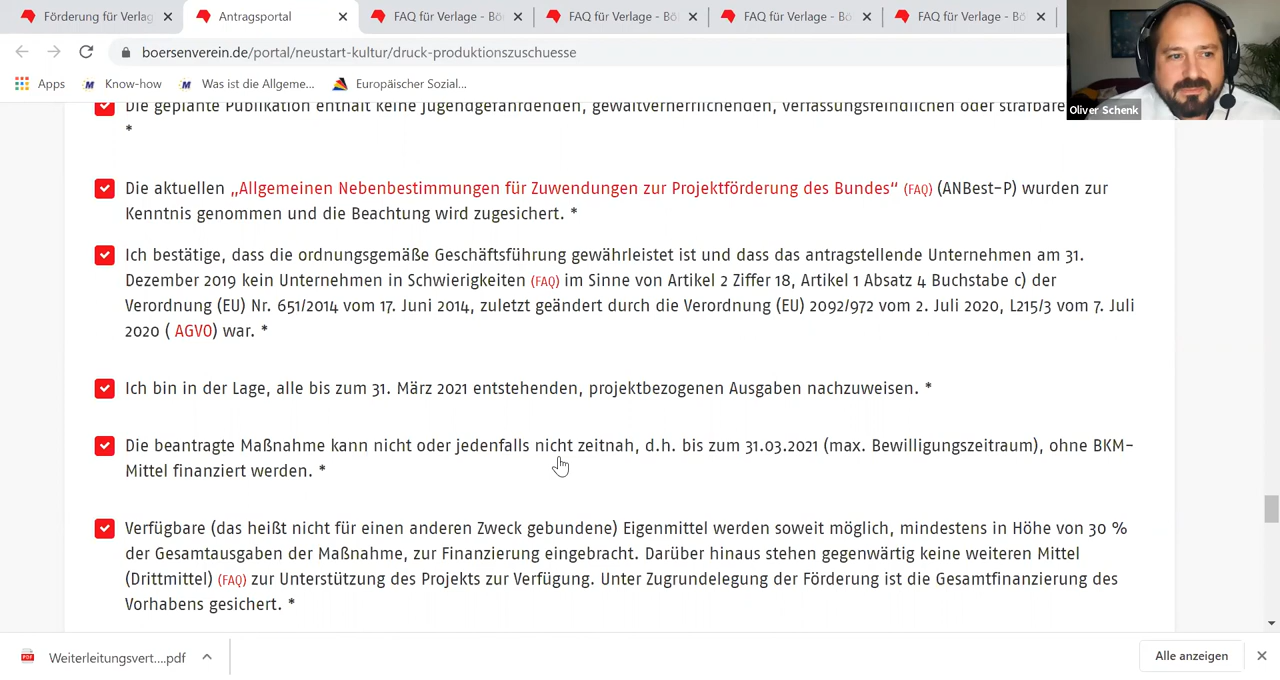 Förderung für Verlag
Antragsportal
FAQ für Verlage - Bö
FAQ für Verlage - Bö
FAQ für Verlage - Bö
FAQ für Verlage - Bö
boersenverein.de/portal/neustart-kultur/druck-produktionszuschuesse
Apps
Know-how
Was ist die Allgeme...
Europäischer Sozial...
Oliver Schenk
Die geplante Publikation enthält keine jugendgefährdenden, gewaltverherrlichenden, verfassungsfeindlichen oder strafbare
*
Die aktuellen „Allgemeinen Nebenbestimmungen für Zuwendungen zur Projektförderung des Bundes“ (FAQ) (ANBest-P) wurden zur
Kenntnis genommen und die Beachtung wird zugesichert. *
Ich bestätige, dass die ordnungsgemäße Geschäftsführung gewährleistet ist und dass das antragstellende Unternehmen am 31.
Dezember 2019 kein Unternehmen in Schwierigkeiten (FAQ) im Sinne von Artikel 2 Ziffer 18, Artikel 1 Absatz 4 Buchstabe c) der
Verordnung (EU) Nr. 651/2014 vom 17. Juni 2014, zuletzt geändert durch die Verordnung (EU) 2092/972 vom 2. Juli 2020, L215/3 vom 7. Juli
2020 ( AGVO) war. *
Ich bin in der Lage, alle bis zum 31. März 2021 entstehenden, projektbezogenen Ausgaben nachzuweisen. *
Die beantragte Maßnahme kann nicht oder jedenfalls nicht zeitnah, d.h. bis zum 31.03.2021 (max. Bewilligungszeitraum), ohne BKM-
Mittel finanziert werden. *
Verfügbare (das heißt nicht für einen anderen Zweck gebundene) Eigenmittel werden soweit möglich, mindestens in Höhe von 30 %
der Gesamtausgaben der Maßnahme, zur Finanzierung eingebracht. Darüber hinaus stehen gegenwärtig keine weiteren Mittel
(Drittmittel) (FAQ) zur Unterstützung des Projekts zur Verfügung. Unter Zugrundelegung der Förderung ist die Gesamtfinanzierung des
Vorhabens gesichert. *
Weiterleitungsvert....pdf
Alle anzeigen